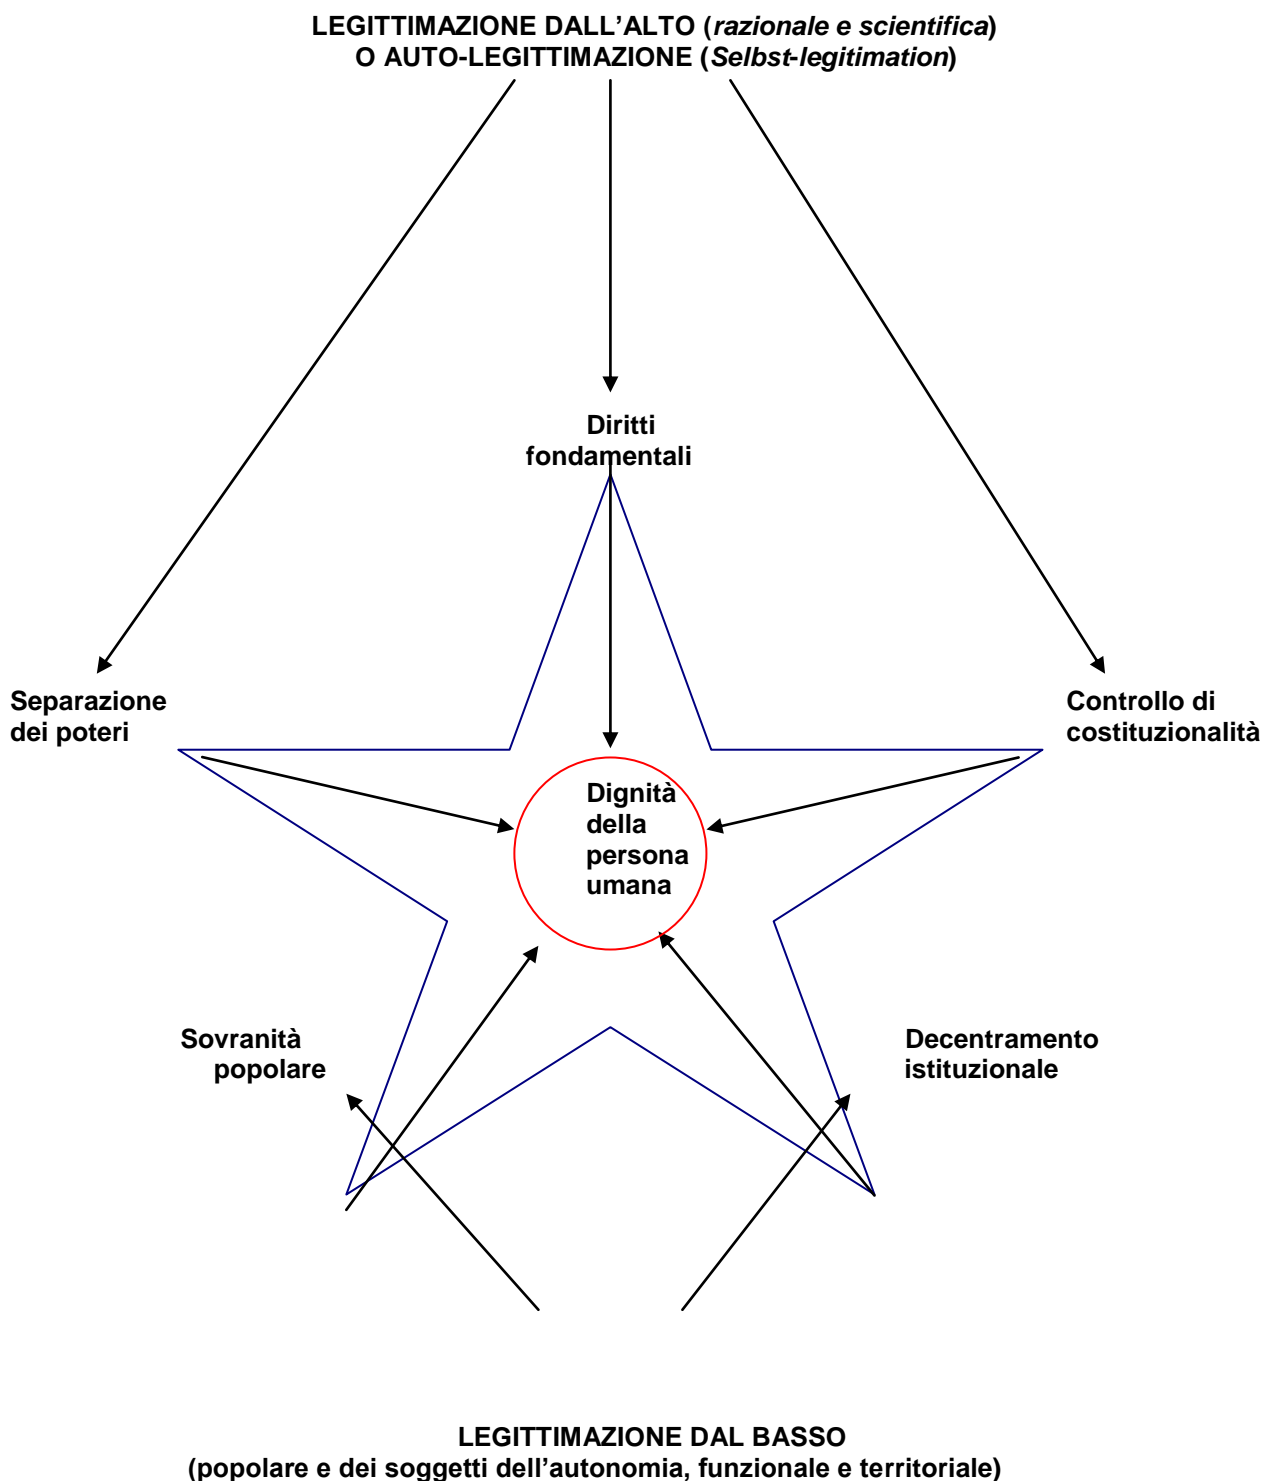 LEGITTIMAZIONE DALL’ALTO (razionale e scientifica)
O AUTO-LEGITTIMAZIONE (Selbst-legitimation)
Diritti
fondamentali
Separazione
dei poteri
Controllo di
costituzionalità
Dignità
della
persona
umana
Sovranità
popolare
Decentramento
istituzionale
LEGITTIMAZIONE DAL BASSO
(popolare e dei soggetti dell’autonomia, funzionale e territoriale)